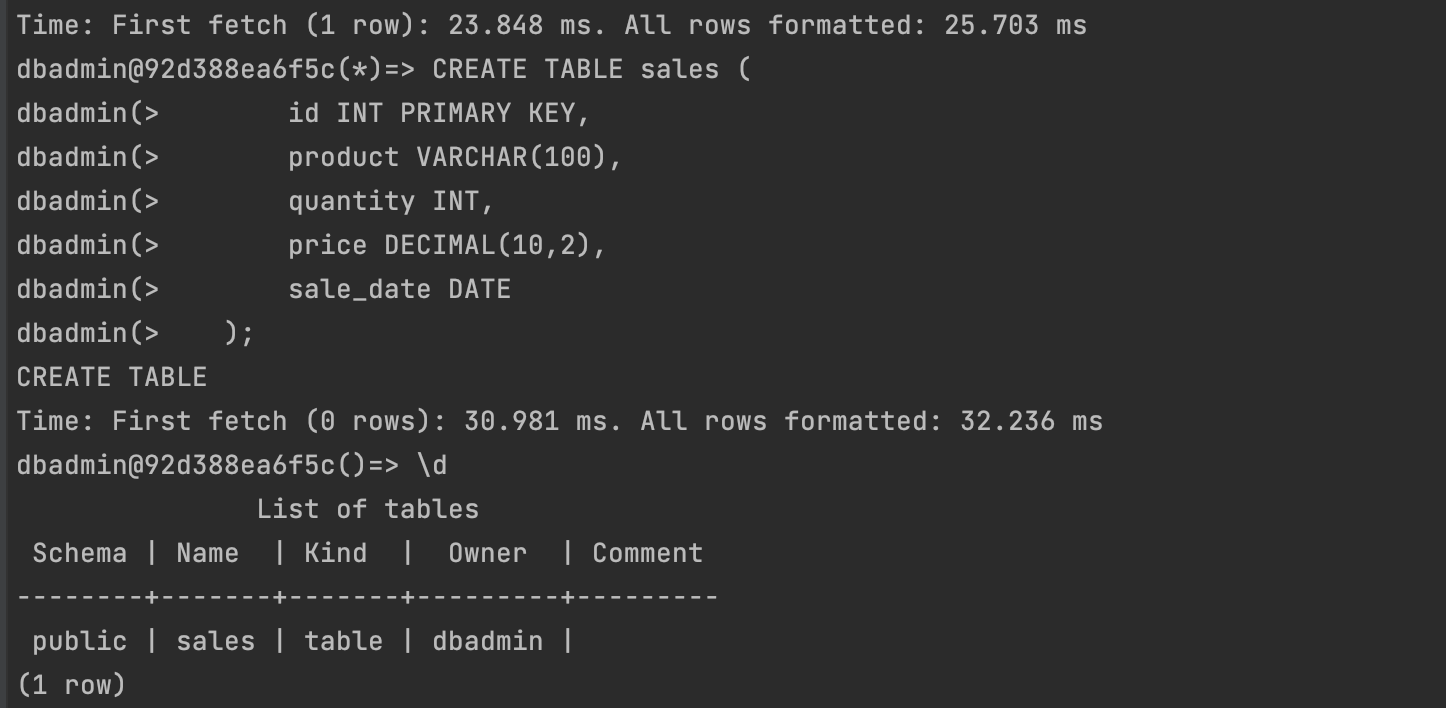 Time: First fetch (1 row): 23.848 ms. All rows formatted: 25.703 ms
dbadmin@92d388ea6f5c(*)=> CREATE TABLE sales (
dbadmin(>        id INT PRIMARY KEY,
dbadmin(>        product VARCHAR(100),
dbadmin(>        quantity INT,
dbadmin(>        price DECIMAL(10,2),
dbadmin(>        sale_date DATE
dbadmin(>    );
CREATE TABLE
Time: First fetch (0 rows): 30.981 ms. All rows formatted: 32.236 ms
dbadmin@92d388ea6f5c()=> \d
               List of tables
 Schema | Name  | Kind  |  Owner  | Comment
--------+-------+-------+---------+---------
 public | sales | table | dbadmin |
(1 row)